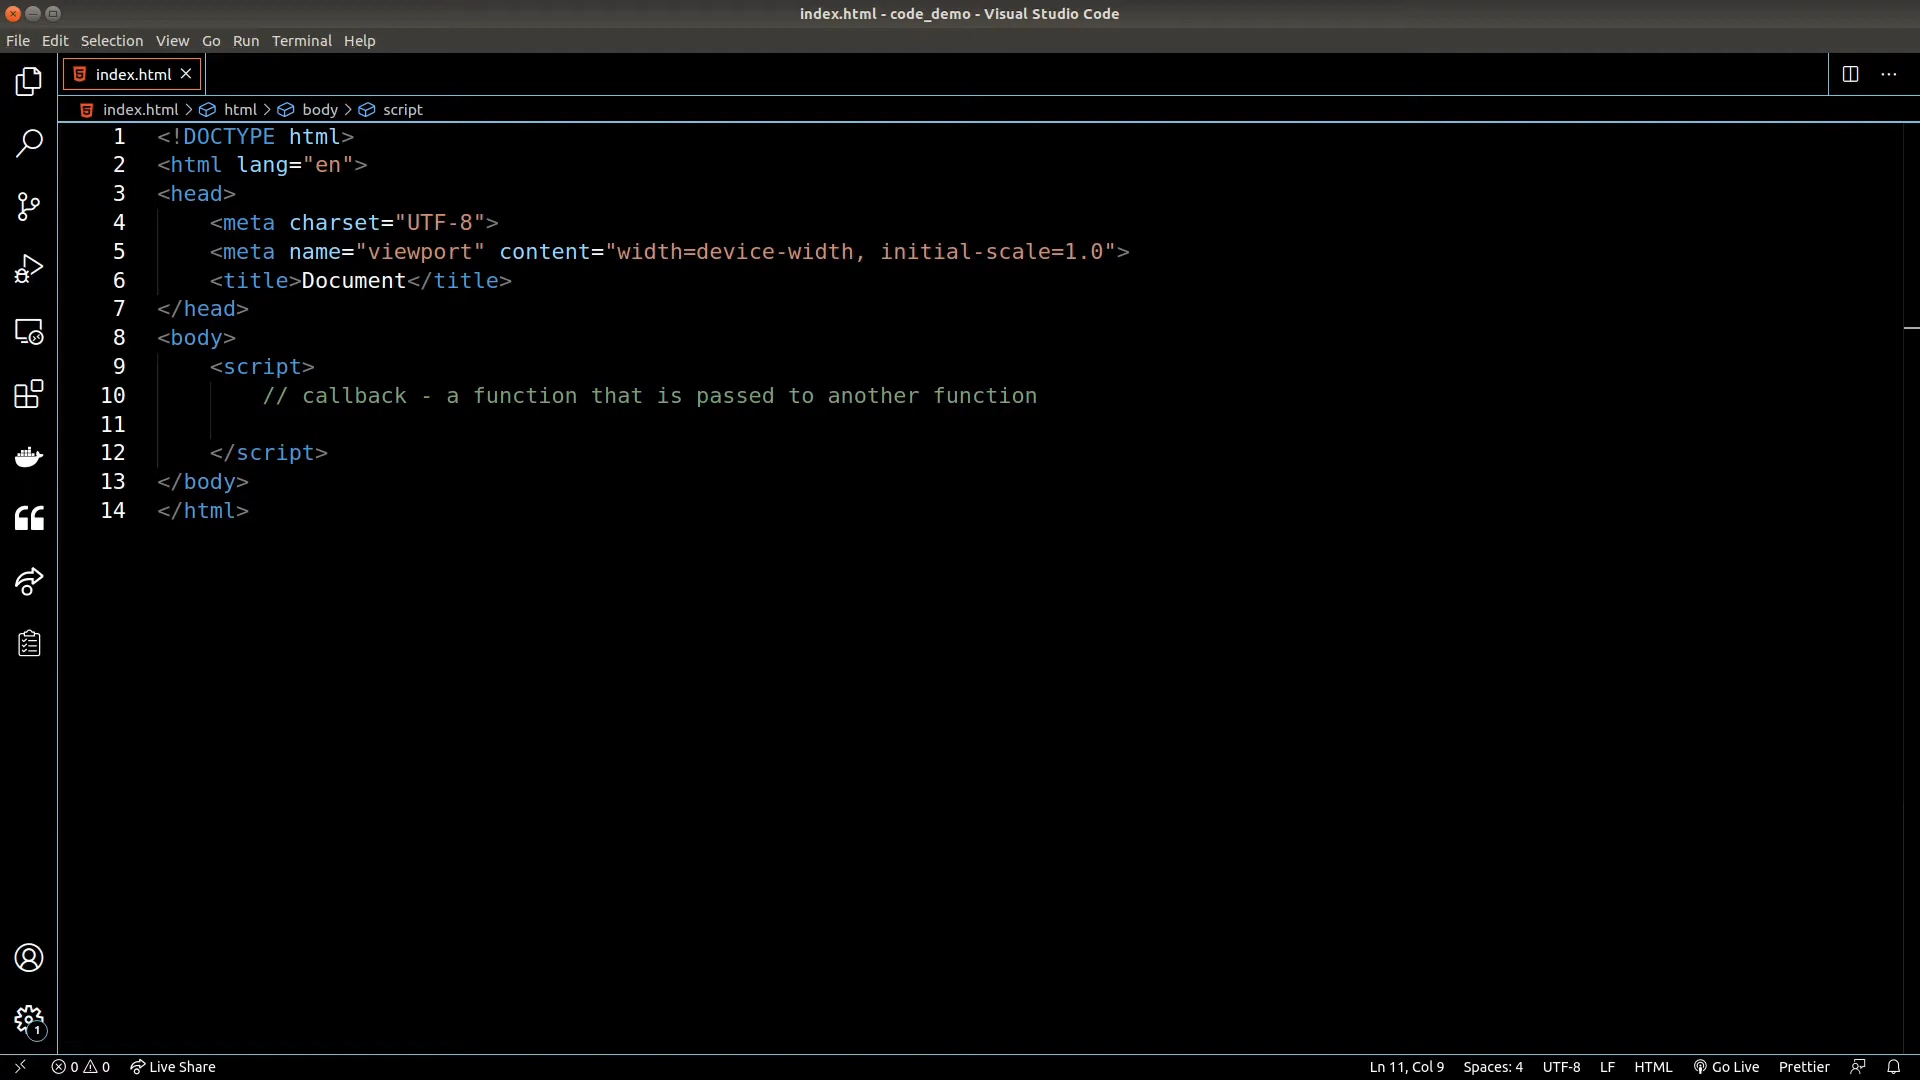 index.html - code_demo - Visual Studio Code
File Edit Selection View Go Run Terminal Help
index.html
index.html > html > body > script
1 <!DOCTYPE html>
2 <html lang="en">
3 <head>
4     <meta charset="UTF-8">
5     <meta name="viewport" content="width=device-width, initial-scale=1.0">
6     <title>Document</title>
7 </head>
8 <body>
9     <script>
10         // callback - a function that is passed to another function
11
12     </script>
13 </body>
14 </html>
1
0 0 Live Share Ln 11, Col 9 Spaces: 4 UTF-8 LF HTML Go Live Prettier